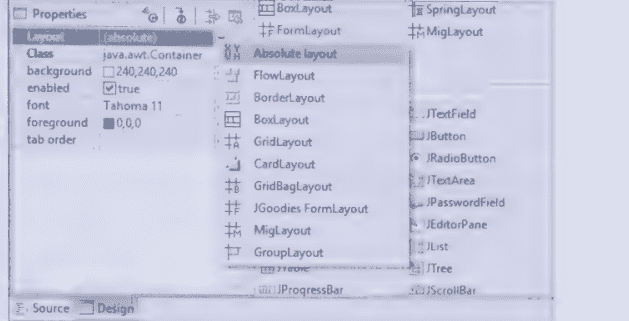 Properties
Layout (absolute)
Class java.awt.Container
background 240,240,240
enabled true
font Tahoma 11
foreground 0,0,0
tab order
BoxLayout
FormLayout
Absolute layout
FlowLayout
BorderLayout
BoxLayout
GridLayout
CardLayout
GridBagLayout
JGoodies FormLayout
MigLayout
GroupLayout
JTable
JProgressBar
SpringLayout
MigLayout
JTextField
JButton
JRadioButton
JTextArea
JPasswordField
JEditorPane
JList
JTree
JScrollBar
Source Design